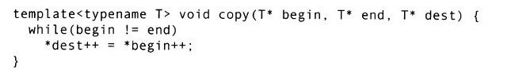 template<typename T> void copy(T* begin, T* end, T* dest) {
  while(begin != end)
    *dest++ = *begin++;
}